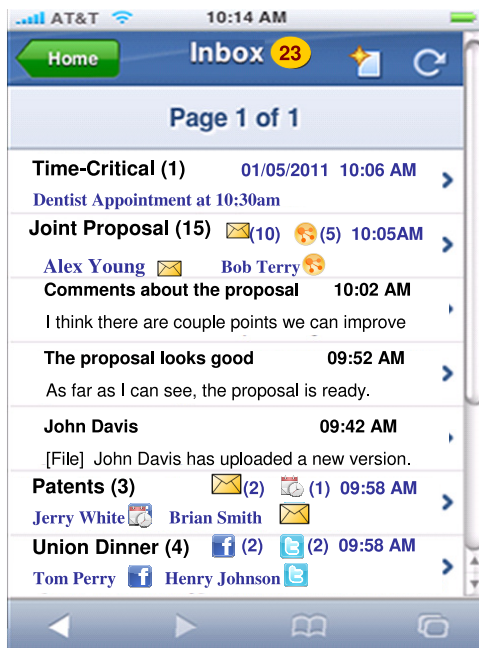 AT&T 10:14 AM
Home Inbox 23
Page 1 of 1
Time-Critical (1) 01/05/2011 10:06 AM
Dentist Appointment at 10:30am
Joint Proposal (15) (10) (5) 10:05AM
Alex Young Bob Terry
Comments about the proposal 10:02 AM
I think there are couple points we can improve
The proposal looks good 09:52 AM
As far as I can see, the proposal is ready.
John Davis 09:42 AM
[File] John Davis has uploaded a new version.
Patents (3) (2) (1) 09:58 AM
Jerry White Brian Smith
Union Dinner (4) f (2) t (2) 09:58 AM
Tom Perry f Henry Johnson t